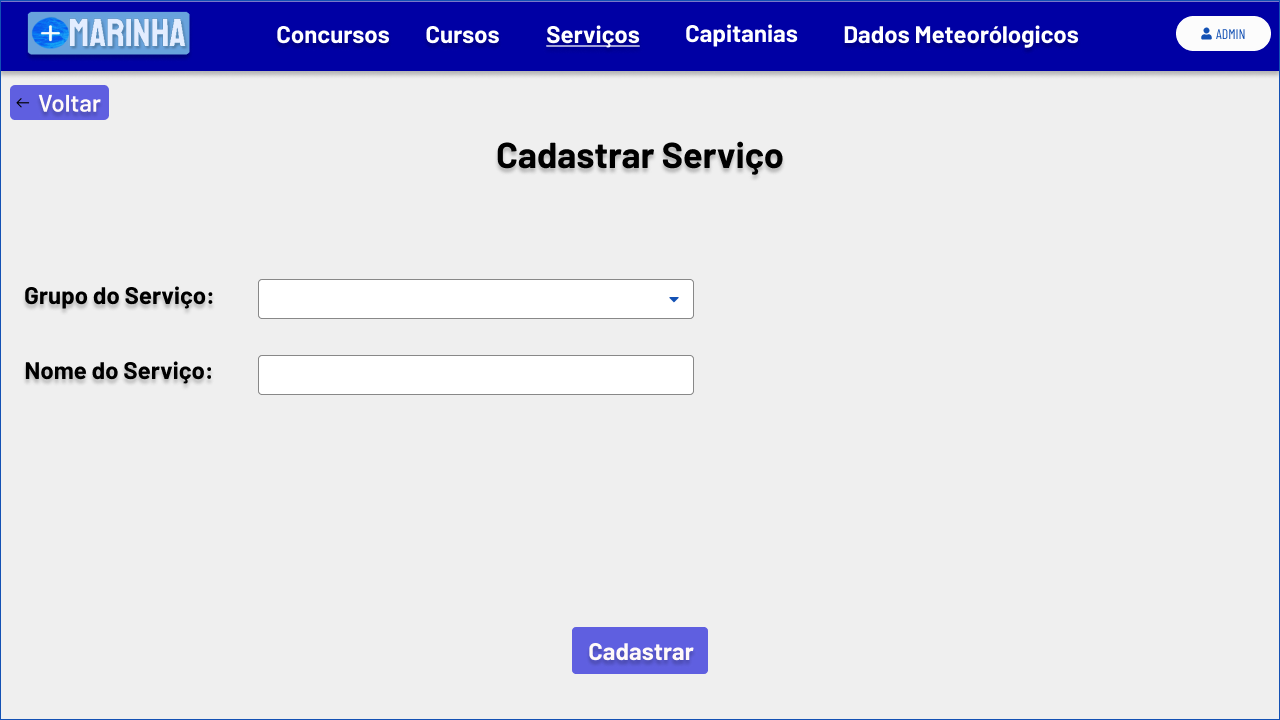 +MARINHA
Concursos
Cursos
Serviços
Capitanias
Dados Meteorólogicos
ADMIN
← Voltar
Cadastrar Serviço
Grupo do Serviço:
Nome do Serviço:
Cadastrar